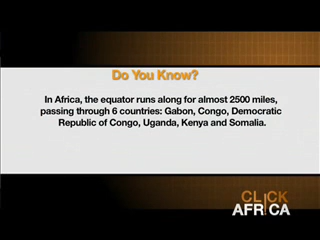 Do You Know?
In Africa, the equator runs along for almost 2500 miles,
passing through 6 countries: Gabon, Congo, Democratic
Republic of Congo, Uganda, Kenya and Somalia.
CLICK
AFRICA